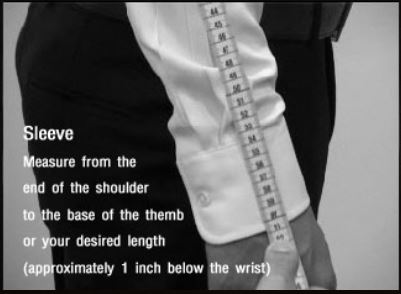 Sleeve
Measure from the
end of the shoulder
to the base of the themb
or your desired length
(approximately 1 inch below the wrist)